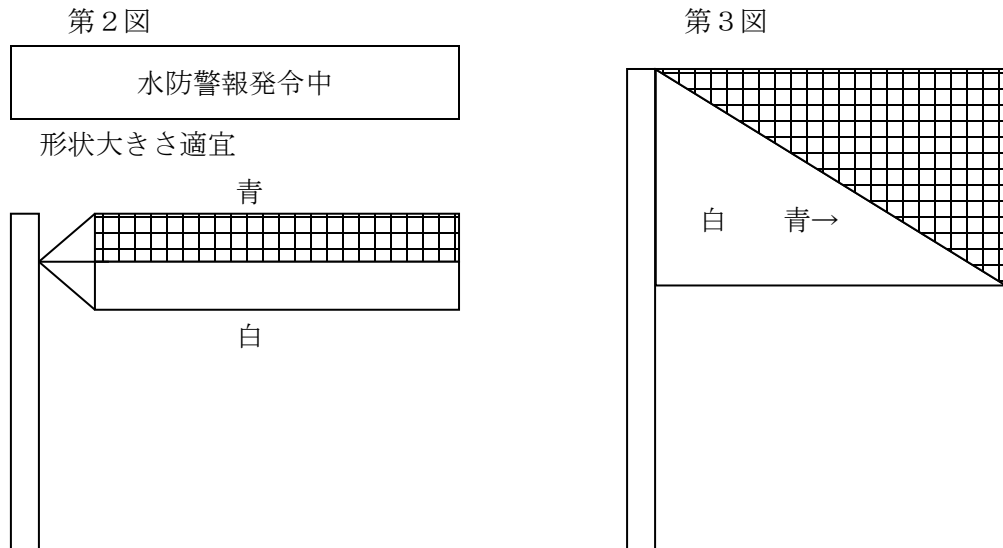 第２図
水防警報発令中
形状大きさ適宜
青
白
第３図
白 青→